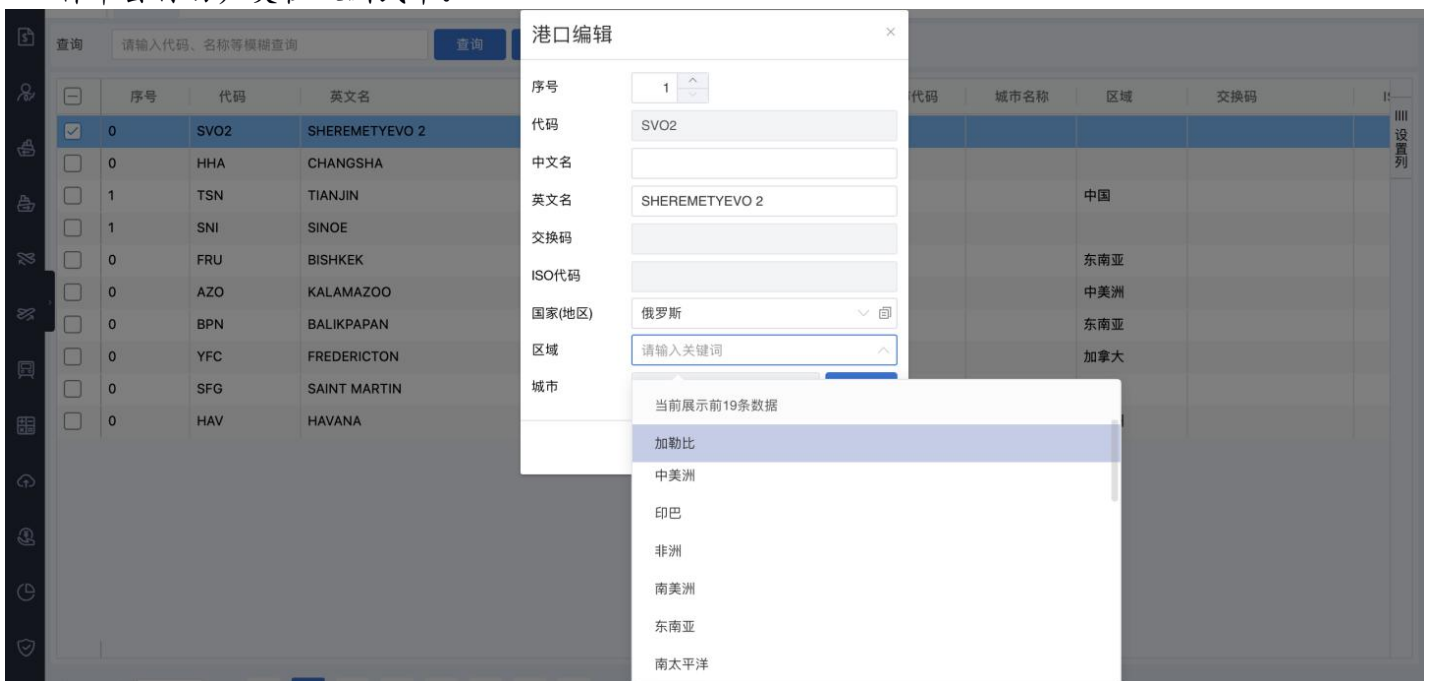 港口编辑
查询 请输入代码、名称等模糊查询 查询
序号 代码 英文名 代码 城市名称 区域 交换码
设置列
0 SVO2 SHEREMETYEVO 2
0 HHA CHANGSHA
1 TSN TIANJIN 中国
1 SNI SINOE
0 FRU BISHKEK 东南亚
0 AZO KALAMAZOO 中美洲
0 BPN BALIKPAPAN 东南亚
0 YFC FREDERICTON 加拿大
0 SFG SAINT MARTIN
0 HAV HAVANA
序号 1
代码 SVO2
中文名
英文名 SHEREMETYEVO 2
交换码
ISO代码
国家(地区) 俄罗斯
区域 请输入关键词
城市
当前展示前19条数据
加勒比
中美洲
印巴
非洲
南美洲
东南亚
南太平洋